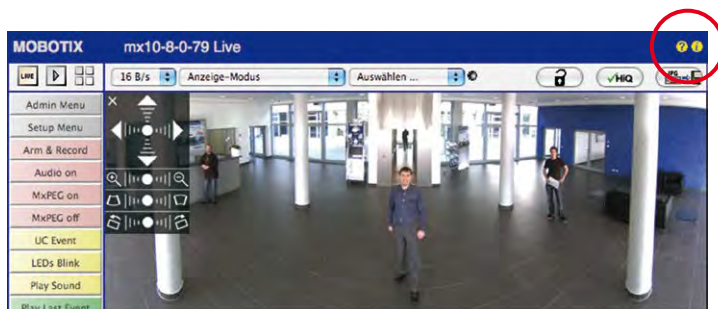 MOBOTIX mx10-8-0-79 Live ? i
LIVE 16 B/s Anzeige-Modus Auswählen ... HiQ
Admin Menu
Setup Menu
Arm & Record
Audio on
MxPEG on
MxPEG off
UC Event
LEDs Blink
Play Sound
Play Last Event